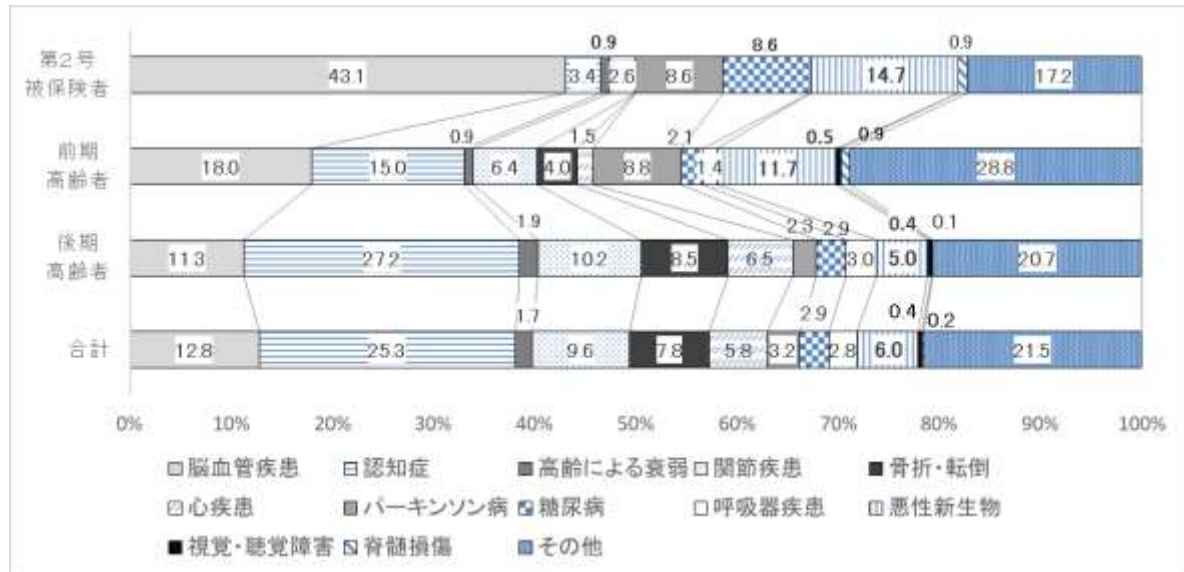 0.9 8.6 0.9
第2号
被保険者
43.1 3.4 2.6 8.6 14.7 17.2
0.9 1.5 2.1 0.5 0.9
前期
高齢者
18.0 15.0 6.4 4.0 8.8 1.4 11.7 28.8
1.9 2.3 2.9 0.4 0.1
後期
高齢者
11.3 27.2 10.2 8.5 6.5 3.0 5.0 20.7
1.7 2.9 0.4 0.2
合計
12.8 25.3 9.6 7.8 5.8 3.2 2.8 6.0 21.5
0% 10% 20% 30% 40% 50% 60% 70% 80% 90% 100%
脳血管疾患 認知症 高齢による衰弱 関節疾患 骨折・転倒
心疾患 パーキンソン病 糖尿病 呼吸器疾患 悪性新生物
視覚・聴覚障害 脊髄損傷 その他